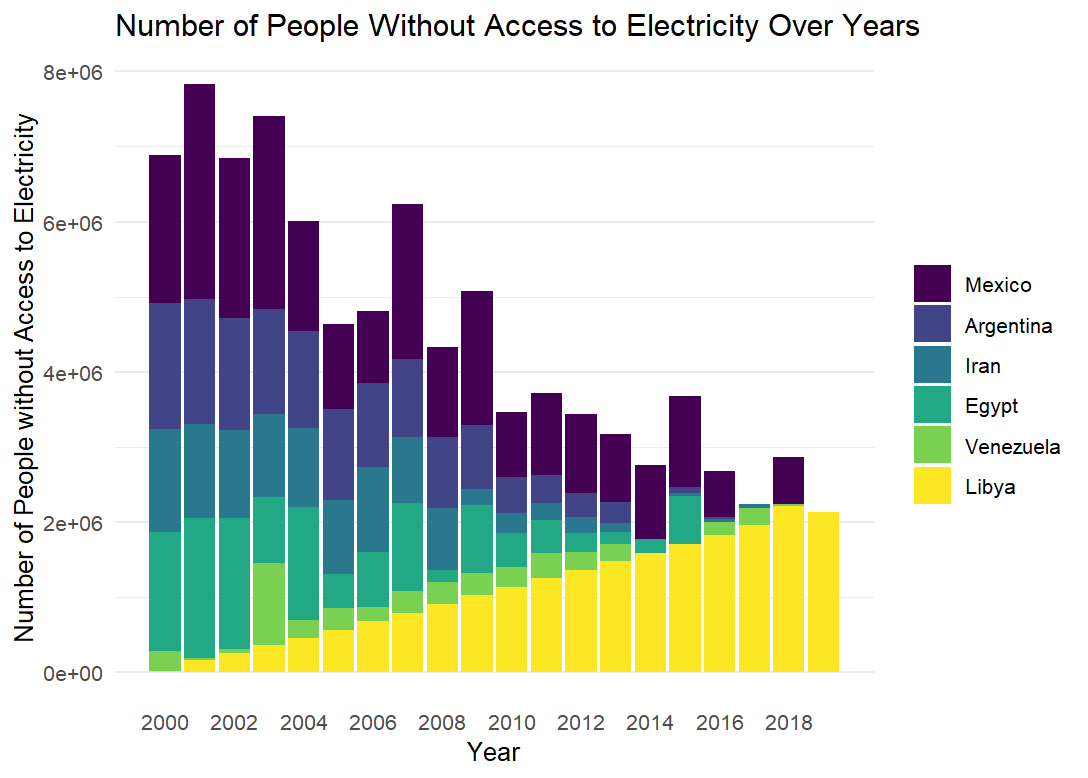 Number of People Without Access to Electricity Over Years
Number of People without Access to Electricity
8e+06
6e+06
4e+06
2e+06
0e+00
2000 2002 2004 2006 2008 2010 2012 2014 2016 2018
Year
Mexico
Argentina
Iran
Egypt
Venezuela
Libya